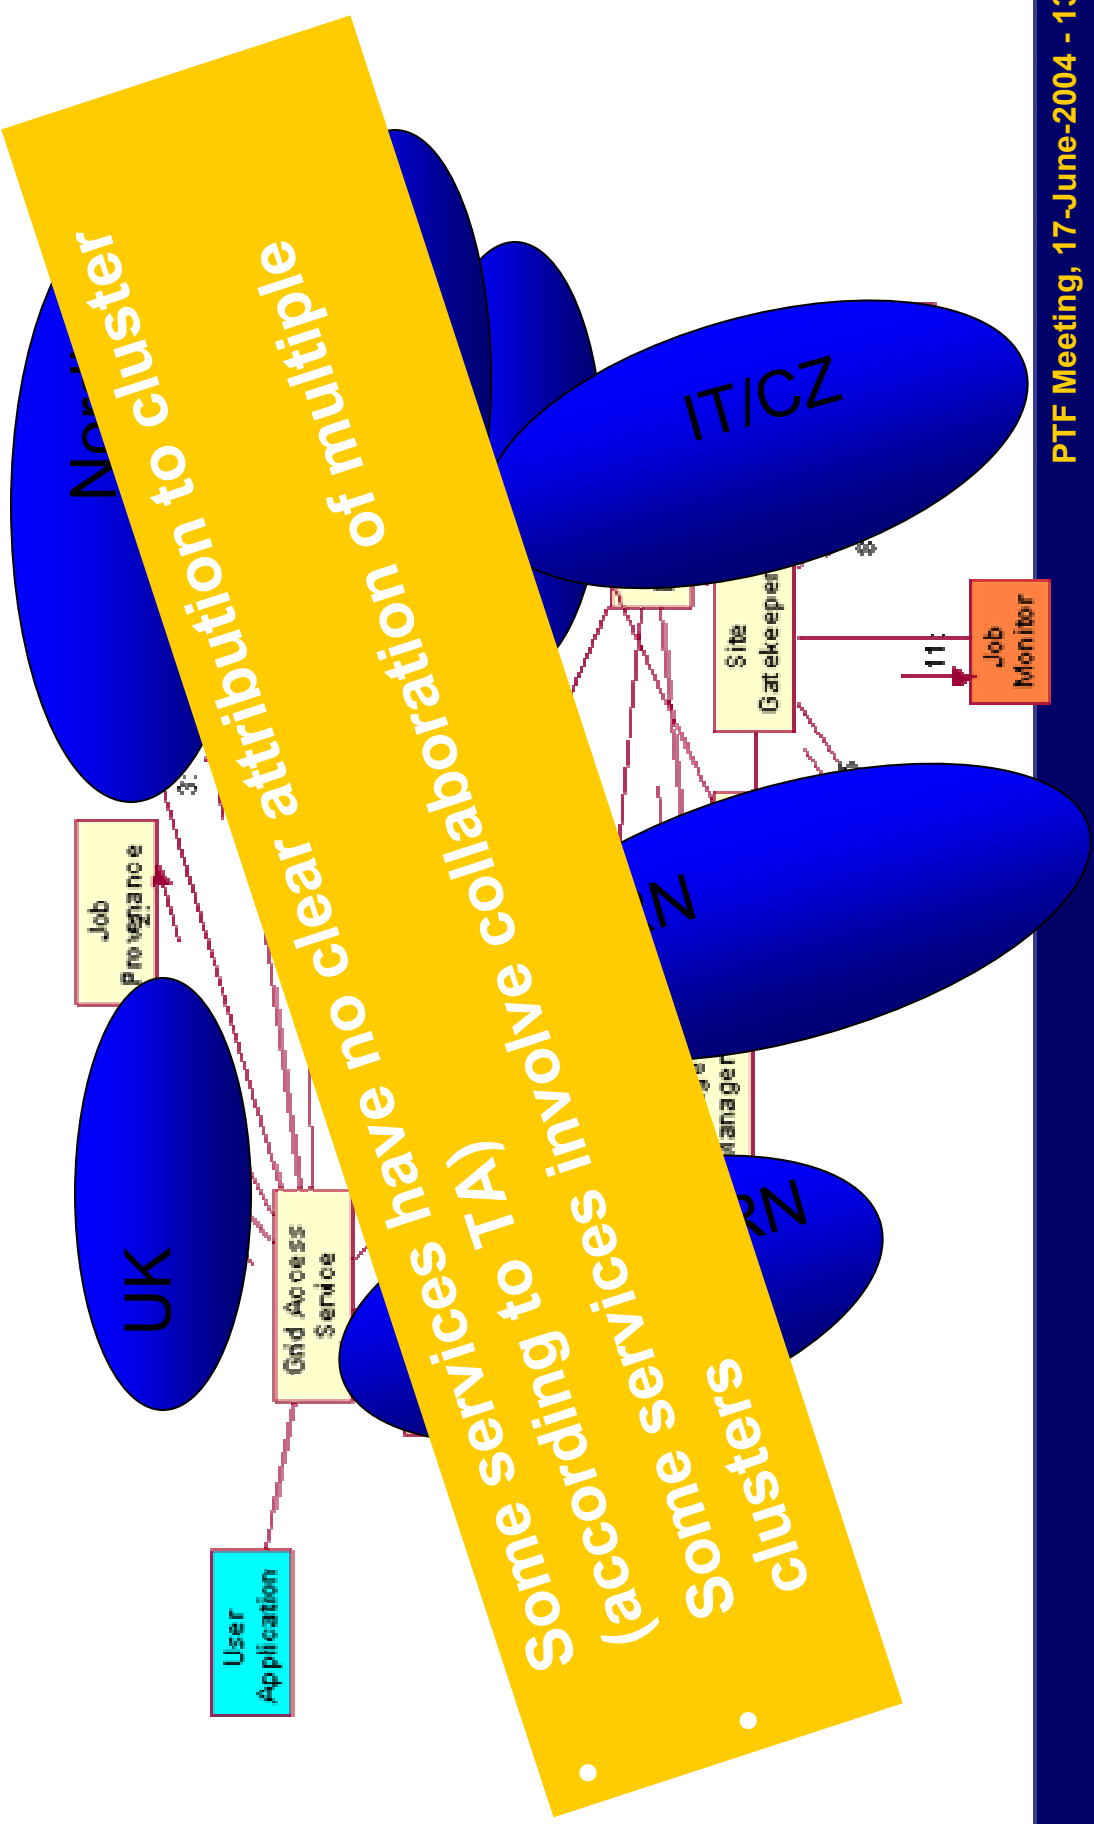 Some services have no clear attribution to cluster
(according to TA)
Some services involve collaboration of multiple
clusters
UK
IT/CZ
User
Application
Grid Access
Service
Job
Provenance
3:
Site
Gatekeeper
11:
Job
Monitor
PTF Meeting, 17-June-2004 - 13